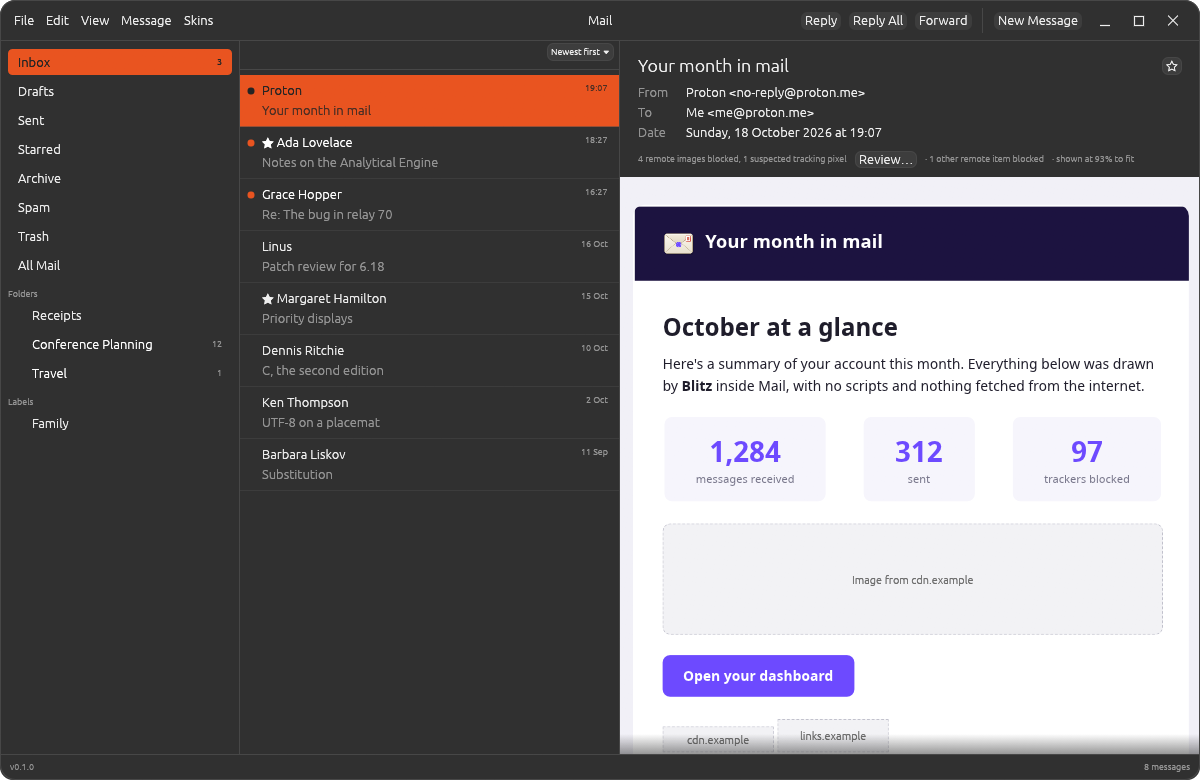 File Edit View Message Skins
Mail
Reply Reply All Forward New Message
Inbox 3
Drafts
Sent
Starred
Archive
Spam
Trash
All Mail
Folders
Receipts
Conference Planning 12
Travel 1
Labels
Family
Newest first
Proton 19:07
Your month in mail
Ada Lovelace 18:27
Notes on the Analytical Engine
Grace Hopper 16:27
Re: The bug in relay 70
Linus 16 Oct
Patch review for 6.18
Margaret Hamilton 15 Oct
Priority displays
Dennis Ritchie 10 Oct
C, the second edition
Ken Thompson 2 Oct
UTF-8 on a placemat
Barbara Liskov 11 Sep
Substitution
Your month in mail
From Proton <no-reply@proton.me>
To Me <me@proton.me>
Date Sunday, 18 October 2026 at 19:07
4 remote images blocked, 1 suspected tracking pixel Review… · 1 other remote item blocked · shown at 93% to fit
Your month in mail
October at a glance
Here's a summary of your account this month. Everything below was drawn
by Blitz inside Mail, with no scripts and nothing fetched from the internet.
1,284 312 97
messages received sent trackers blocked
Image from cdn.example
Open your dashboard
cdn.example links.example
v0.1.0 8 messages